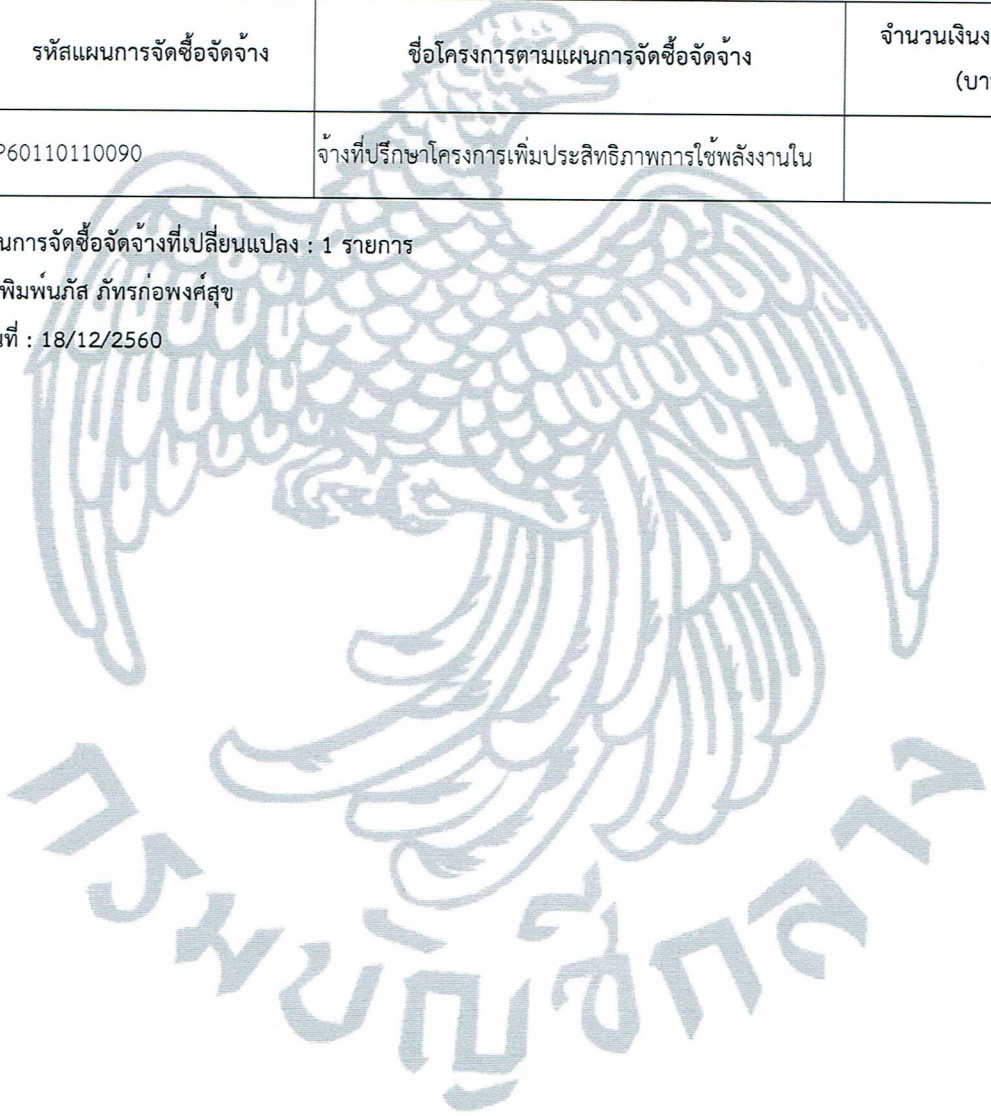 รหัสแผนการจัดซื้อจัดจ้าง
ชื่อโครงการตามแผนการจัดซื้อจัดจ้าง
จำนวนเงินง
(บา
P60110110090
จ้างที่ปรึกษาโครงการเพิ่มประสิทธิภาพการใช้พลังงานใน
นการจัดซื้อจัดจ้างที่เปลี่ยนแปลง : 1 รายการ
พิมพ์นภัส ภัทรก่อพงศ์สุข
ที่ : 18/12/2560
กรมบัญชีกลาง